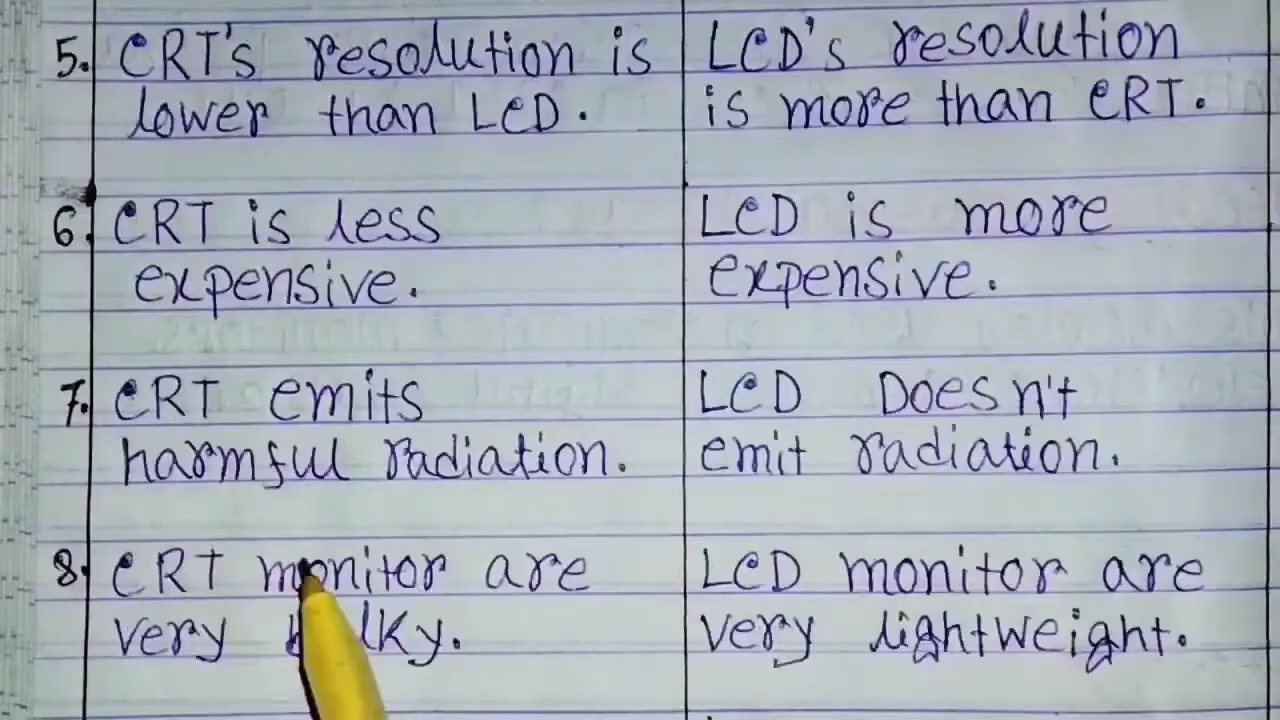 5. CRT's resolution is
lower than LCD.
LCD's resolution
is more than CRT.
6. CRT is less
expensive.
LCD is more
expensive.
7. CRT emits
harmful radiation.
LCD Doesn't
emit radiation.
8. CRT monitor are
very bulky.
LCD monitor are
very lightweight.